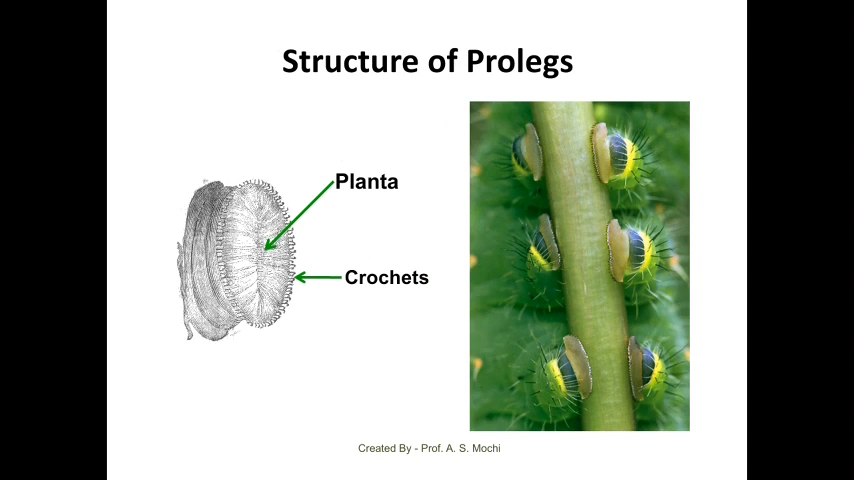 Structure of Prolegs
Planta
Crochets
Created By - Prof. A. S. Mochi